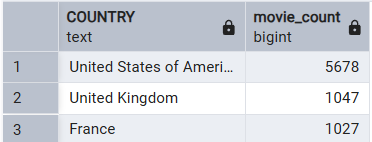 COUNTRY movie_count
text bigint
1 United States of Ameri... 5678
2 United Kingdom 1047
3 France 1027